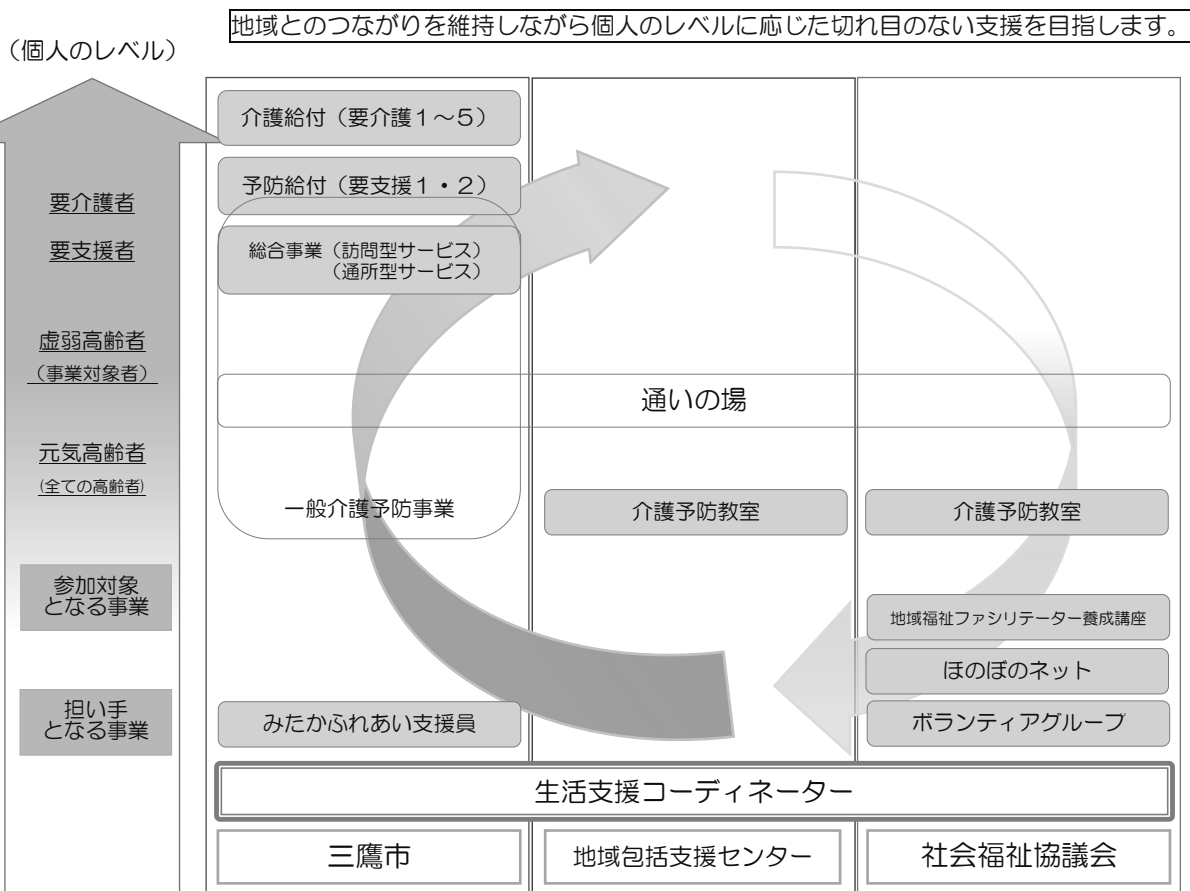 地域とのつながりを維持しながら個人のレベルに応じた切れ目のない支援を目指します。
（個人のレベル）
介護給付（要介護１～５）
予防給付（要支援１・２）
要介護者
要支援者
総合事業（訪問型サービス）
（通所型サービス）
虚弱高齢者
（事業対象者）
通いの場
元気高齢者
(全ての高齢者)
一般介護予防事業
介護予防教室
介護予防教室
参加対象
となる事業
地域福祉ファシリテーター養成講座
ほのぼのネット
担い手
となる事業
みたかふれあい支援員
ボランティアグループ
生活支援コーディネーター
三鷹市
地域包括支援センター
社会福祉協議会